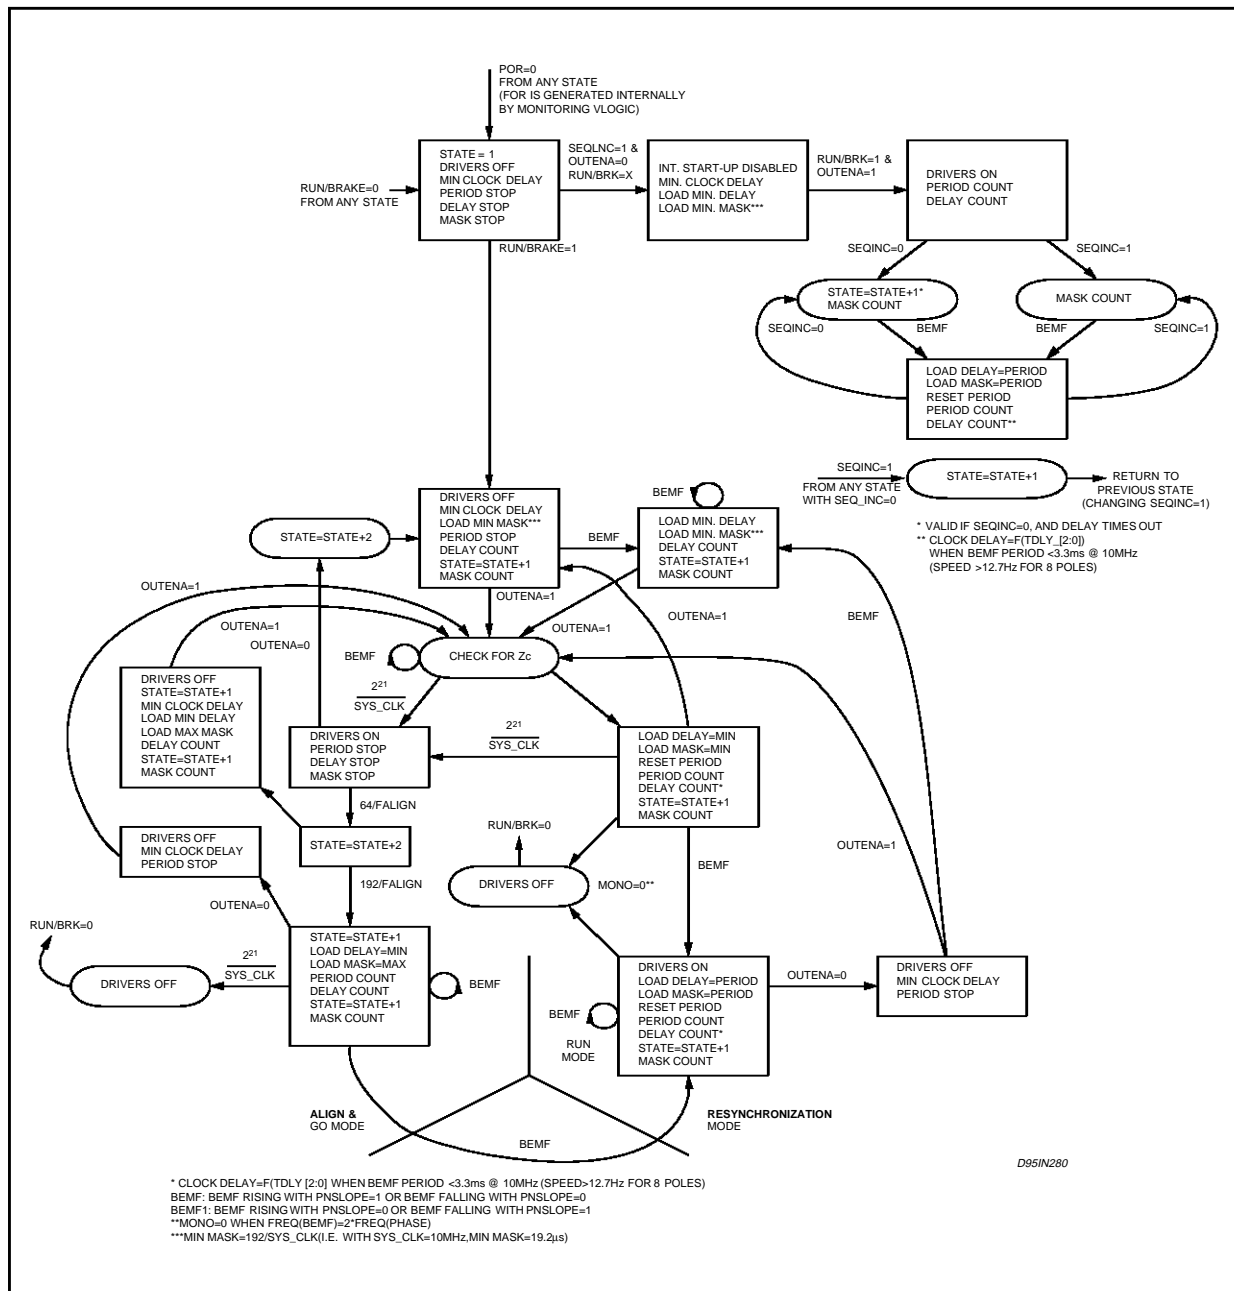 POR=0
FROM ANY STATE
(FOR IS GENERATED INTERNALLY
BY MONITORING VLOGIC)
STATE = 1
DRIVERS OFF
MIN CLOCK DELAY
PERIOD STOP
DELAY STOP
MASK STOP
RUN/BRAKE=0
FROM ANY STATE
SEQLNC=1 &
OUTENA=0
RUN/BRK=X
INT. START-UP DISABLED
MIN. CLOCK DELAY
LOAD MIN. DELAY
LOAD MIN. MASK***
RUN/BRK=1 &
OUTENA=1
DRIVERS ON
PERIOD COUNT
DELAY COUNT
RUN/BRAKE=1
SEQINC=0
SEQINC=1
STATE=STATE+1*
MASK COUNT
MASK COUNT
SEQINC=0
BEMF
BEMF
SEQINC=1
LOAD DELAY=PERIOD
LOAD MASK=PERIOD
RESET PERIOD
PERIOD COUNT
DELAY COUNT**
SEQINC=1
FROM ANY STATE
WITH SEQ_INC=0
STATE=STATE+1
RETURN TO
PREVIOUS STATE
(CHANGING SEQINC=1)
* VALID IF SEQINC=0, AND DELAY TIMES OUT
** CLOCK DELAY=F(TDLY_[2:0])
WHEN BEMF PERIOD <3.3ms @ 10MHz
(SPEED >12.7Hz FOR 8 POLES)
STATE=STATE+2
DRIVERS OFF
MIN CLOCK DELAY
LOAD MIN MASK***
PERIOD STOP
DELAY COUNT
STATE=STATE+1
MASK COUNT
BEMF
BEMF
LOAD MIN. DELAY
LOAD MIN. MASK***
DELAY COUNT
STATE=STATE+1
MASK COUNT
OUTENA=1
OUTENA=1
OUTENA=1
OUTENA=1
OUTENA=1
OUTENA=0
BEMF
BEMF
CHECK FOR Zc
2²¹
SYS_CLK
DRIVERS OFF
STATE=STATE+1
MIN CLOCK DELAY
LOAD MIN DELAY
LOAD MAX MASK
DELAY COUNT
STATE=STATE+1
MASK COUNT
DRIVERS ON
PERIOD STOP
DELAY STOP
MASK STOP
2²¹
SYS_CLK
LOAD DELAY=MIN
LOAD MASK=MIN
RESET PERIOD
PERIOD COUNT
DELAY COUNT*
STATE=STATE+1
MASK COUNT
64/FALIGN
DRIVERS OFF
MIN CLOCK DELAY
PERIOD STOP
STATE=STATE+2
RUN/BRK=0
OUTENA=1
BEMF
192/FALIGN
OUTENA=0
DRIVERS OFF
MONO=0**
RUN/BRK=0
2²¹
SYS_CLK
DRIVERS OFF
STATE=STATE+1
LOAD DELAY=MIN
LOAD MASK=MAX
PERIOD COUNT
DELAY COUNT
STATE=STATE+1
MASK COUNT
BEMF
BEMF
RUN
MODE
DRIVERS ON
LOAD DELAY=PERIOD
LOAD MASK=PERIOD
RESET PERIOD
PERIOD COUNT
DELAY COUNT*
STATE=STATE+1
MASK COUNT
OUTENA=0
DRIVERS OFF
MIN CLOCK DELAY
PERIOD STOP
ALIGN &
GO MODE
BEMF
RESYNCHRONIZATION
MODE
D95IN280
* CLOCK DELAY=F(TDLY [2:0] WHEN BEMF PERIOD <3.3ms @ 10MHz (SPEED>12.7Hz FOR 8 POLES)
BEMF: BEMF RISING WITH PNSLOPE=1 OR BEMF FALLING WITH PNSLOPE=0
BEMF1: BEMF RISING WITH PNSLOPE=0 OR BEMF FALLING WITH PNSLOPE=1
**MONO=0 WHEN FREQ(BEMF)=2*FREQ(PHASE)
***MIN MASK=192/SYS_CLK(I.E. WITH SYS_CLK=10MHz,MIN MASK=19.2µs)